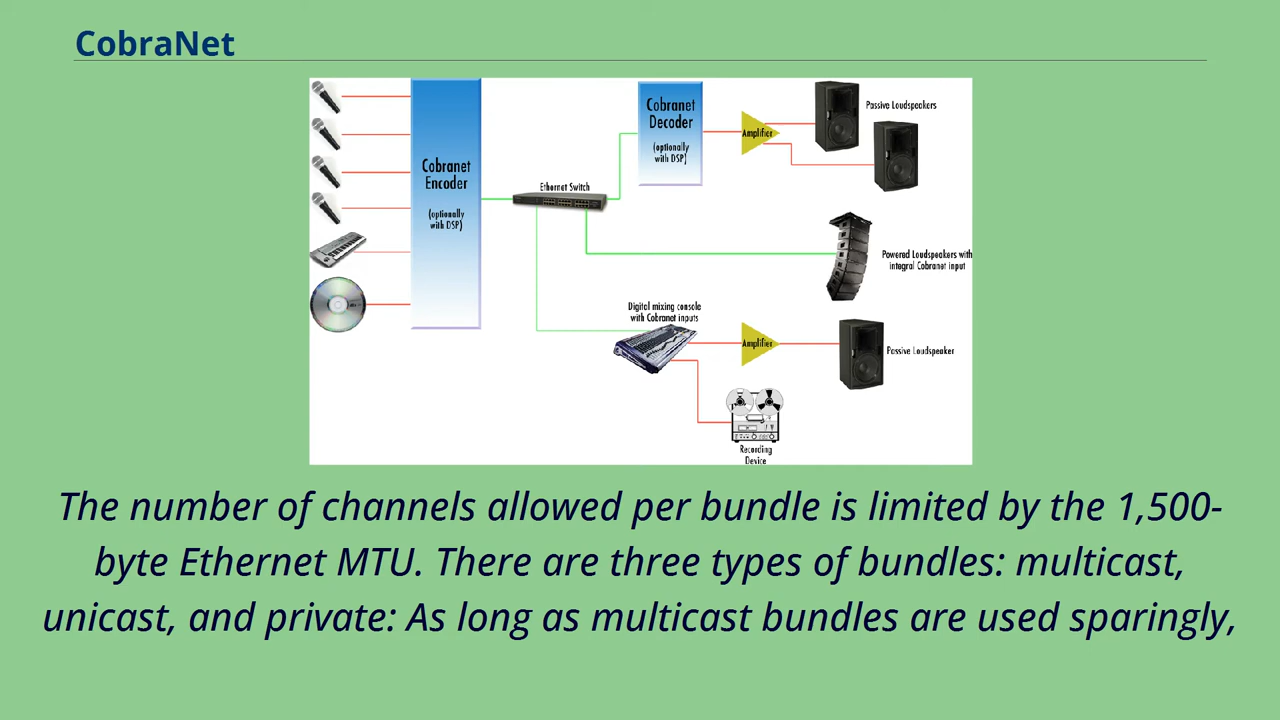 CobraNet
Cobranet
Encoder
(optionally
with DSP)
Ethernet Switch
Cobranet
Decoder
(optionally
with DSP)
Amplifier
Passive Loudspeakers
Powered Loudspeakers with
integral Cobranet input
Digital mixing console
with Cobranet inputs
Amplifier
Passive Loudspeaker
Recording
Device
The number of channels allowed per bundle is limited by the 1,500-
byte Ethernet MTU. There are three types of bundles: multicast,
unicast, and private: As long as multicast bundles are used sparingly,